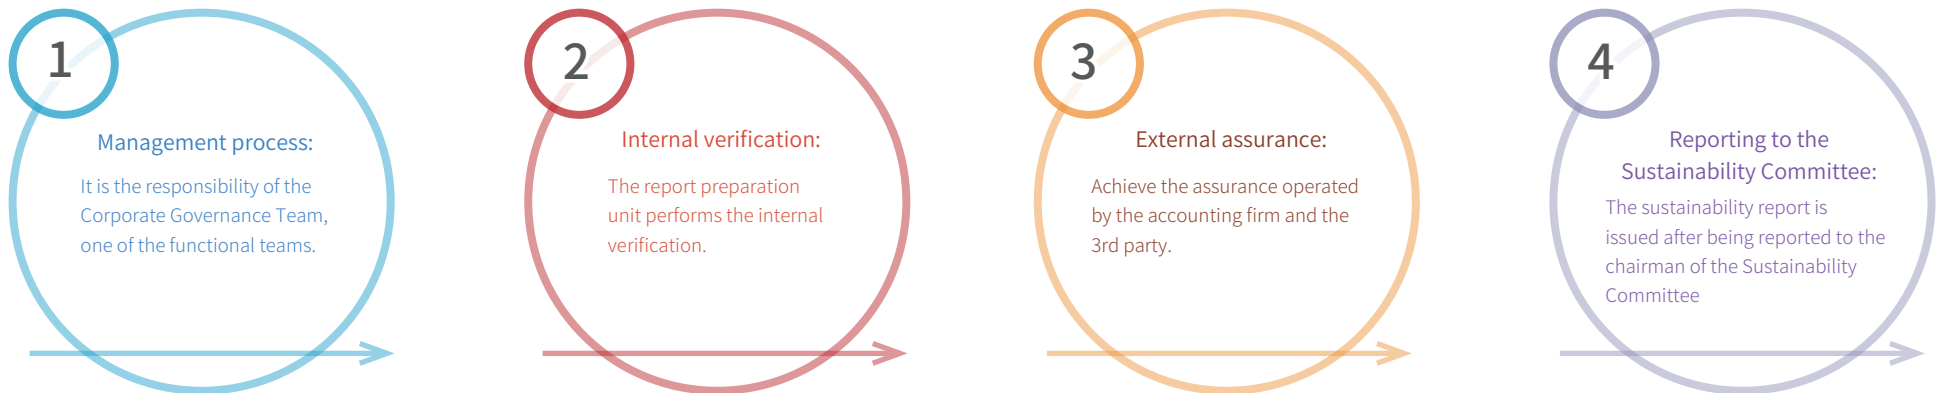 1
Management process:
It is the responsibility of the
Corporate Governance Team,
one of the functional teams.
2
Internal verification:
The report preparation
unit performs the internal
verification.
3
External assurance:
Achieve the assurance operated
by the accounting firm and the
3rd party.
4
Reporting to the
Sustainability Committee:
The sustainability report is
issued after being reported to the
chairman of the Sustainability
Committee